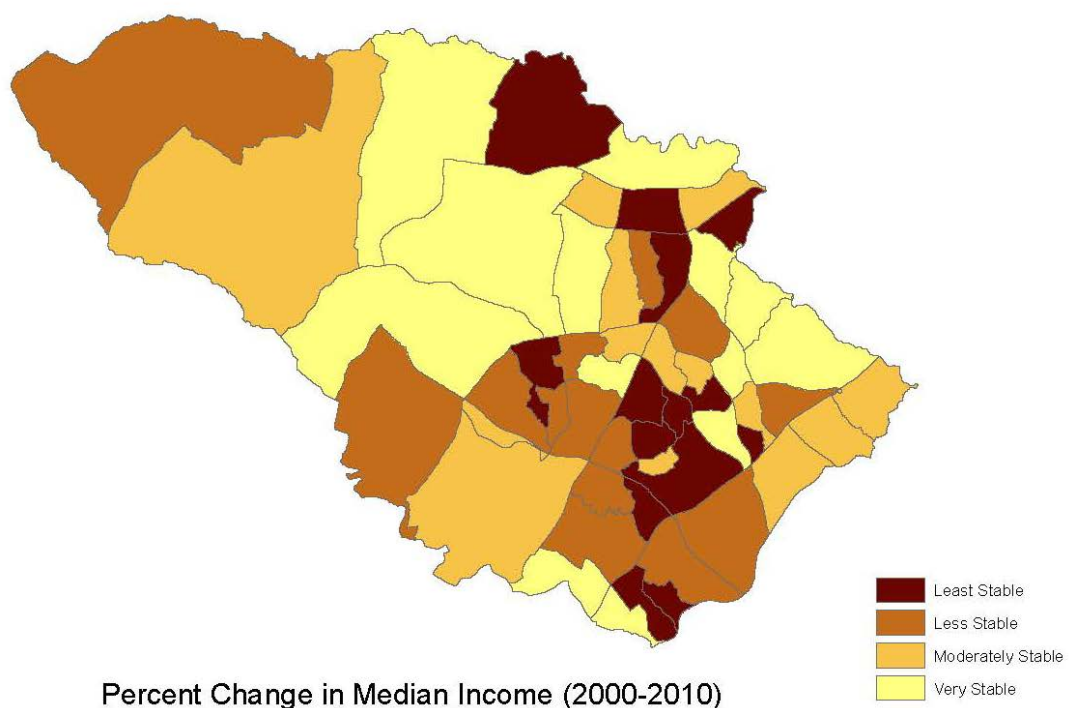 Least Stable
Less Stable
Moderately Stable
Very Stable
Percent Change in Median Income (2000-2010)